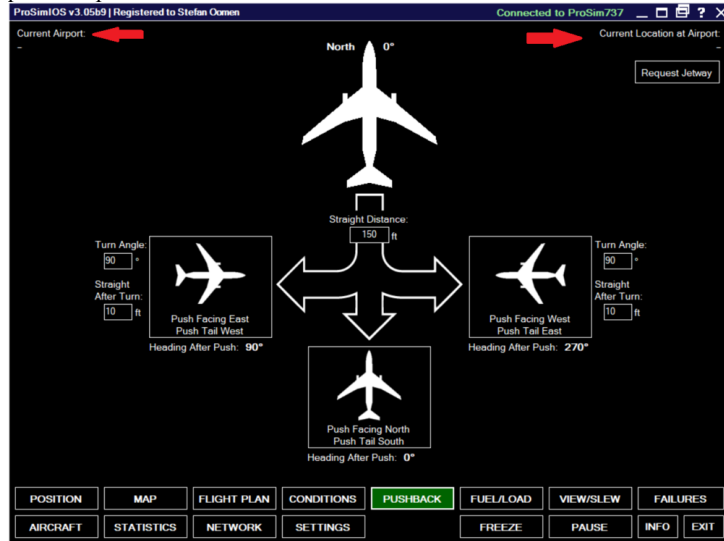 ProSimIOS v3.05b9 | Registered to Stefan Oomen
Connected to ProSim737
Current Airport:
-
Current Location at Airport:
-
North 0°
Request Jetway
Straight Distance:
150 ft
Turn Angle:
90 °
Straight
After Turn:
10 ft
Push Facing East
Push Tail West
Heading After Push: 90°
Turn Angle:
90 °
Straight
After Turn:
10 ft
Push Facing West
Push Tail East
Heading After Push: 270°
Push Facing North
Push Tail South
Heading After Push: 0°
POSITION MAP FLIGHT PLAN CONDITIONS PUSHBACK FUEL/LOAD VIEW/SLEW FAILURES
AIRCRAFT STATISTICS NETWORK SETTINGS FREEZE PAUSE INFO EXIT